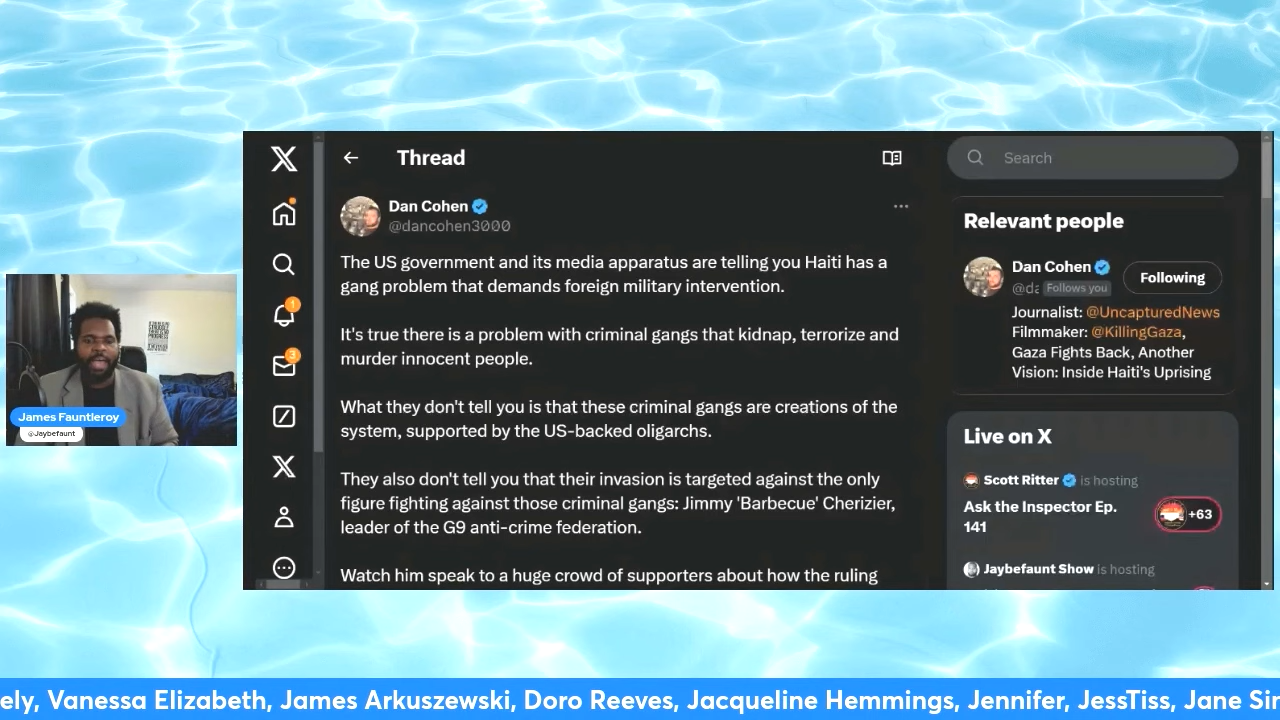 Thread
Search
Dan Cohen
@dancohen3000
The US government and its media apparatus are telling you Haiti has a
gang problem that demands foreign military intervention.
It's true there is a problem with criminal gangs that kidnap, terrorize and
murder innocent people.
What they don't tell you is that these criminal gangs are creations of the
system, supported by the US-backed oligarchs.
They also don't tell you that their invasion is targeted against the only
figure fighting against those criminal gangs: Jimmy 'Barbecue' Cherizier,
leader of the G9 anti-crime federation.
Watch him speak to a huge crowd of supporters about how the ruling
1
3
Relevant people
Dan Cohen
@da Follows you
Following
Journalist: @UncapturedNews
Filmmaker: @KillingGaza,
Gaza Fights Back, Another
Vision: Inside Haiti's Uprising
Live on X
Scott Ritter is hosting
Ask the Inspector Ep.
141
+63
Jaybefaunt Show is hosting
James Fauntleroy
@Jaybefaunt
ely, Vanessa Elizabeth, James Arkuszewski, Doro Reeves, Jacqueline Hemmings, Jennifer, JessTiss, Jane Sin